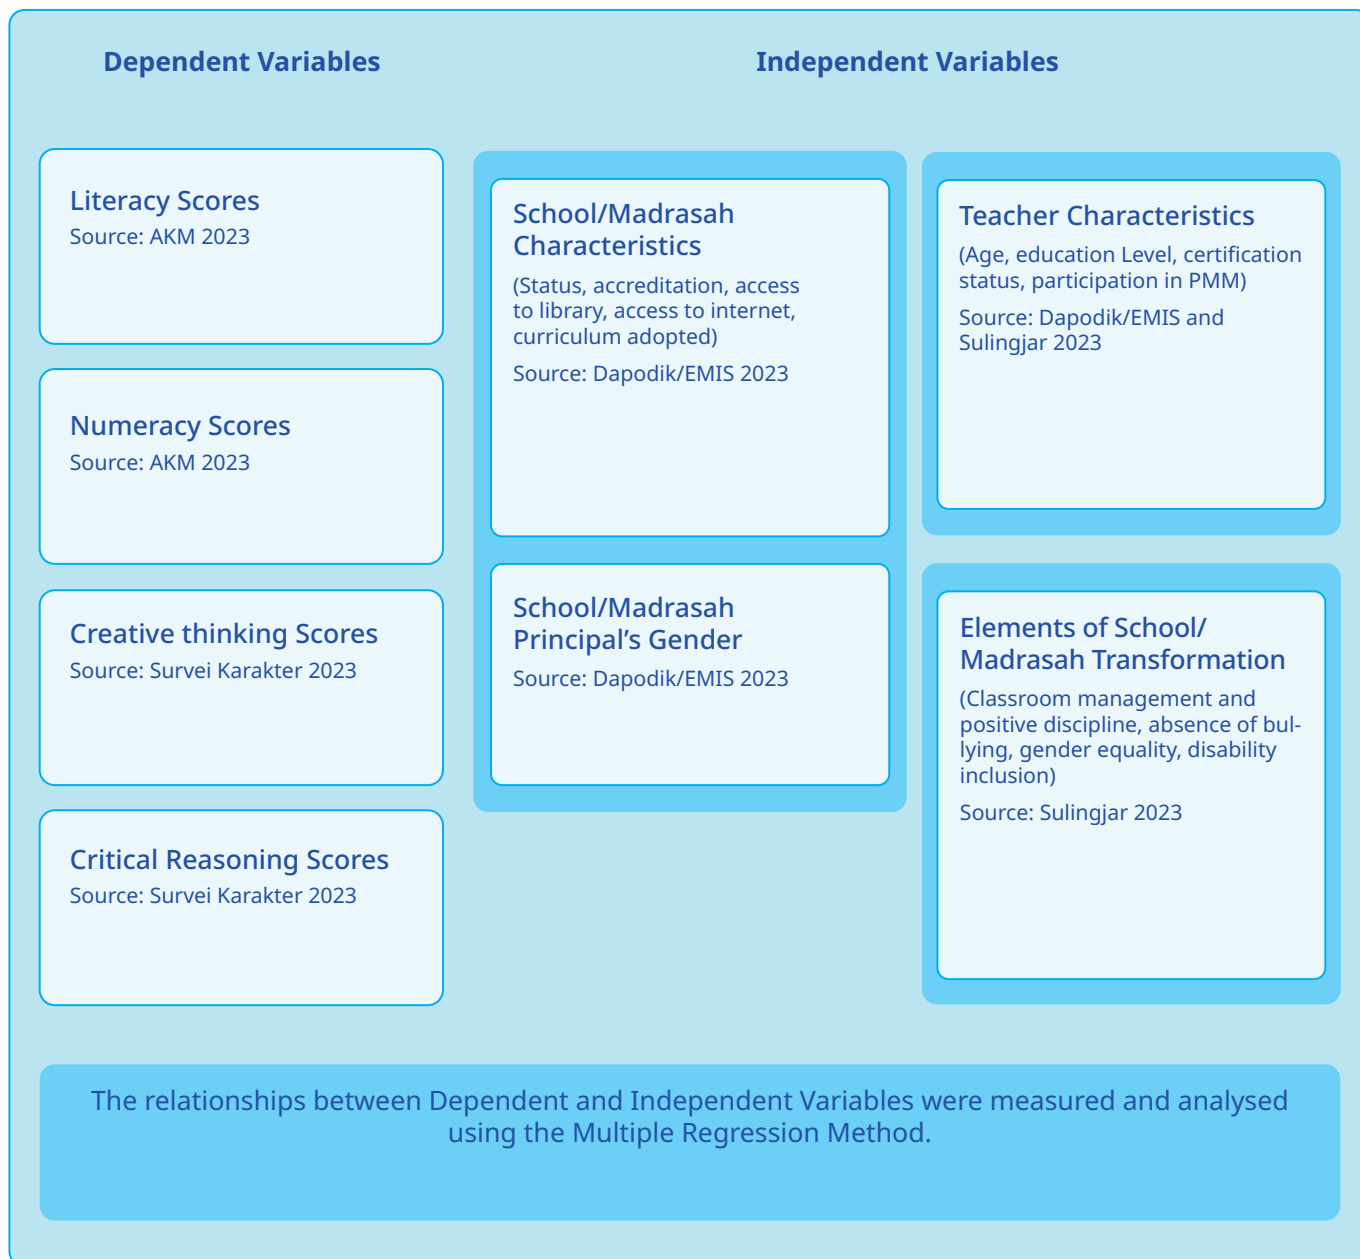 Dependent Variables
Independent Variables
Literacy Scores
Source: AKM 2023
Numeracy Scores
Source: AKM 2023
Creative thinking Scores
Source: Survei Karakter 2023
Critical Reasoning Scores
Source: Survei Karakter 2023
School/Madrasah
Characteristics
(Status, accreditation, access
to library, access to internet,
curriculum adopted)
Source: Dapodik/EMIS 2023
School/Madrasah
Principal’s Gender
Source: Dapodik/EMIS 2023
Teacher Characteristics
(Age, education Level, certification
status, participation in PMM)
Source: Dapodik/EMIS and
Sulingjar 2023
Elements of School/
Madrasah Transformation
(Classroom management and
positive discipline, absence of bul-
lying, gender equality, disability
inclusion)
Source: Sulingjar 2023
The relationships between Dependent and Independent Variables were measured and analysed
using the Multiple Regression Method.